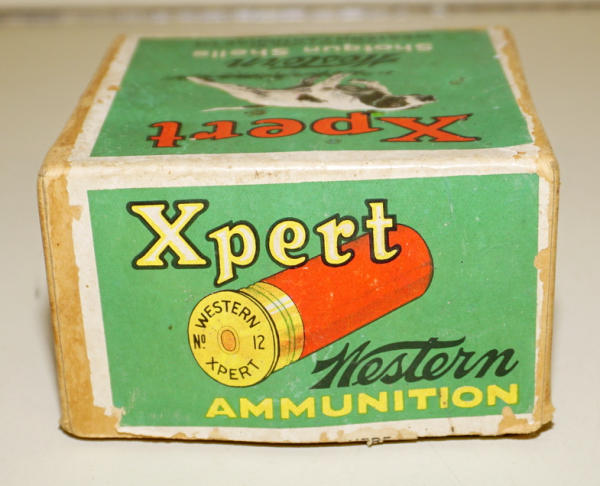 Shotgun Shells
Western
Xpert
Xpert
WESTERN
No 12
XPERT
Western
AMMUNITION